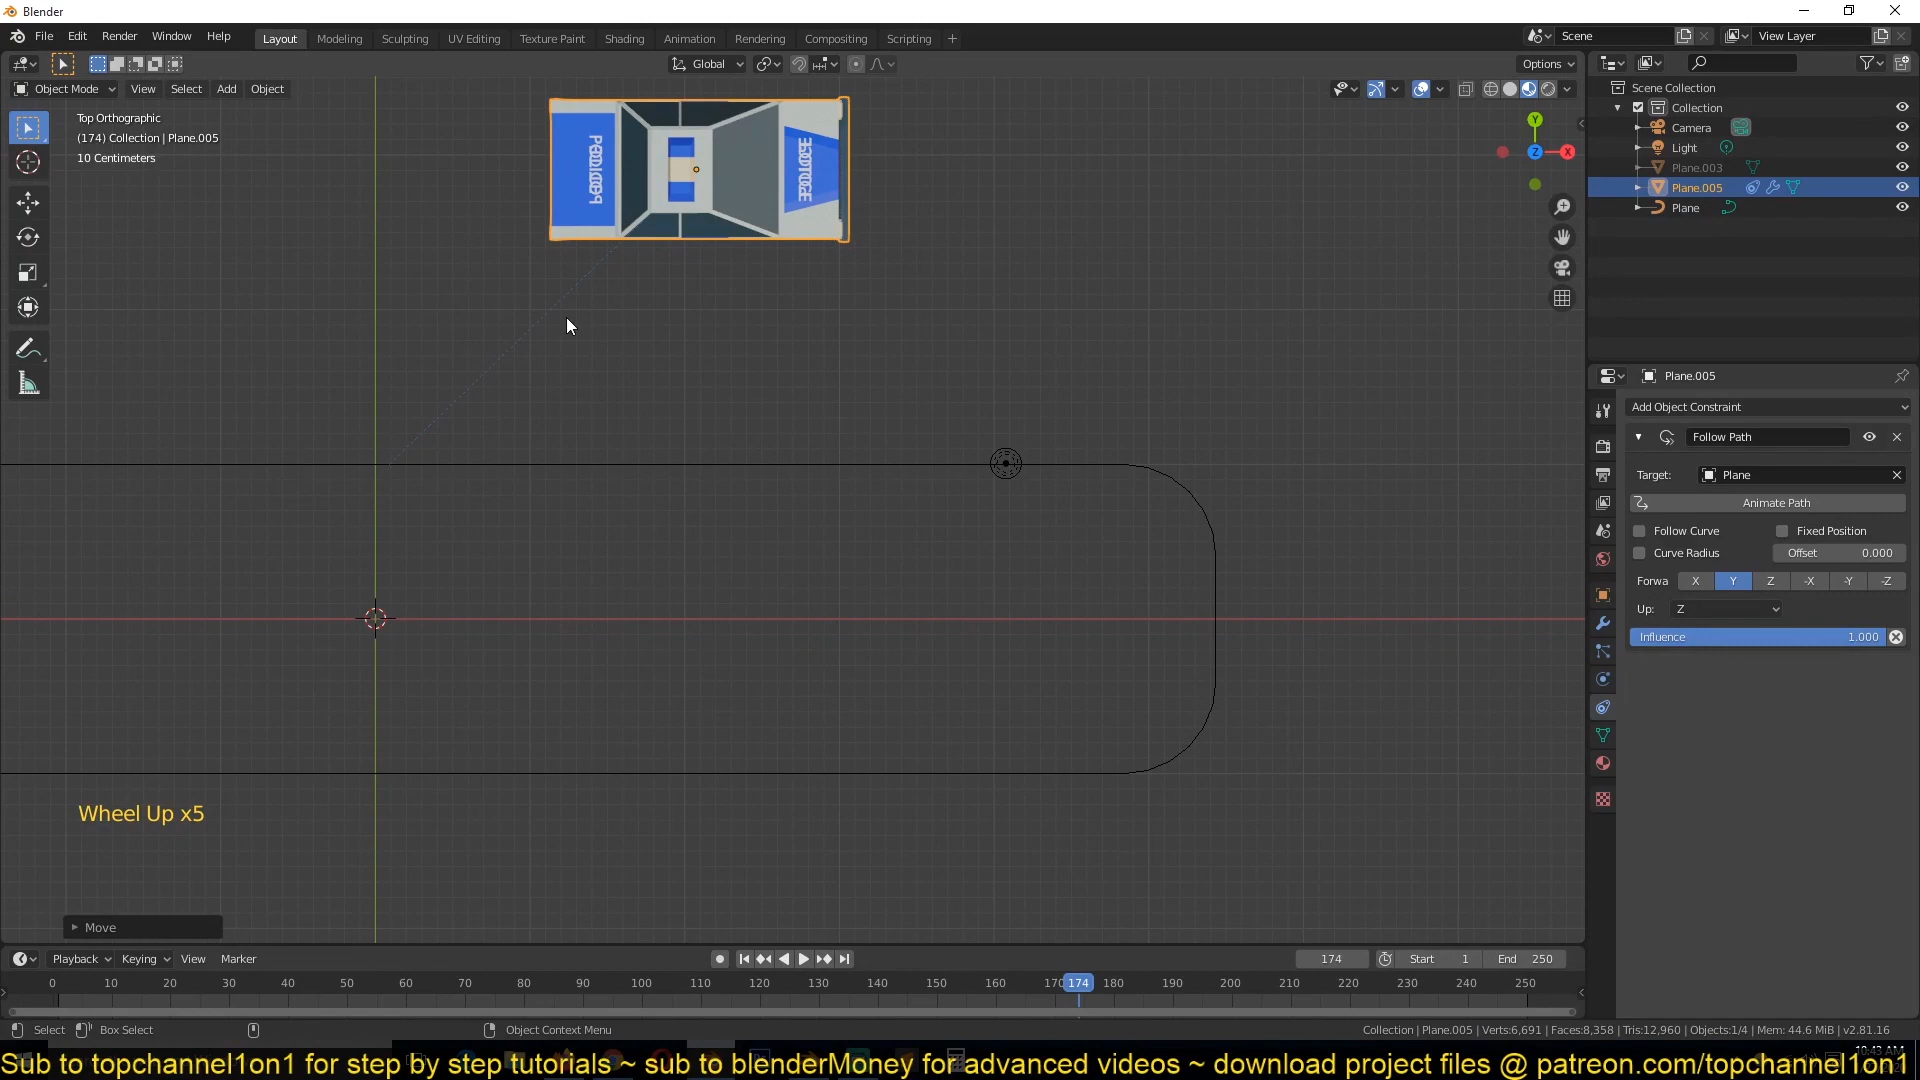 Blender
File Edit Render Window Help
Layout Modeling Sculpting UV Editing Texture Paint Shading Animation Rendering Compositing Scripting +
Scene
View Layer
Global
Options
Object Mode View Select Add Object
Top Orthographic
(174) Collection | Plane.005
10 Centimeters
Y
Z
X
Scene Collection
Collection
Camera
Light
Plane.003
Plane.005
Plane
Plane.005
Add Object Constraint
Follow Path
Target: Plane
Animate Path
Follow Curve Fixed Position
Curve Radius Offset 0.000
Forwa X Y Z -X -Y -Z
Up: Z
Influence 1.000
Wheel Up x5
Move
Playback Keying View Marker
174 Start 1 End 250
0 10 20 30 40 50 60 70 80 90 100 110 120 130 140 150 160 170 174 180 190 200 210 220 230 240 250
Select Box Select Object Context Menu
Collection | Plane.005 | Verts:6,691 | Faces:8,358 | Tris:12,960 | Objects:1/4 | Mem: 44.6 MiB | v2.81.16
10:43 AM
Sub to topchannel1on1 for step by step tutorials ~ sub to blenderMoney for advanced videos ~ download project files @ patreon.com/topchannel1on1